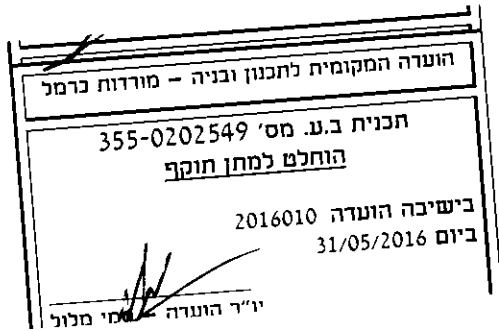 הועדה המקומית לתכנון ובניה – מורדות כרמל
תכנית ב.ע. מס' 355-0202549
הוחלט למתן תוקף
בישיבה הועדה 2016010
ביום 31/05/2016
יו"ר הועדה – מלול